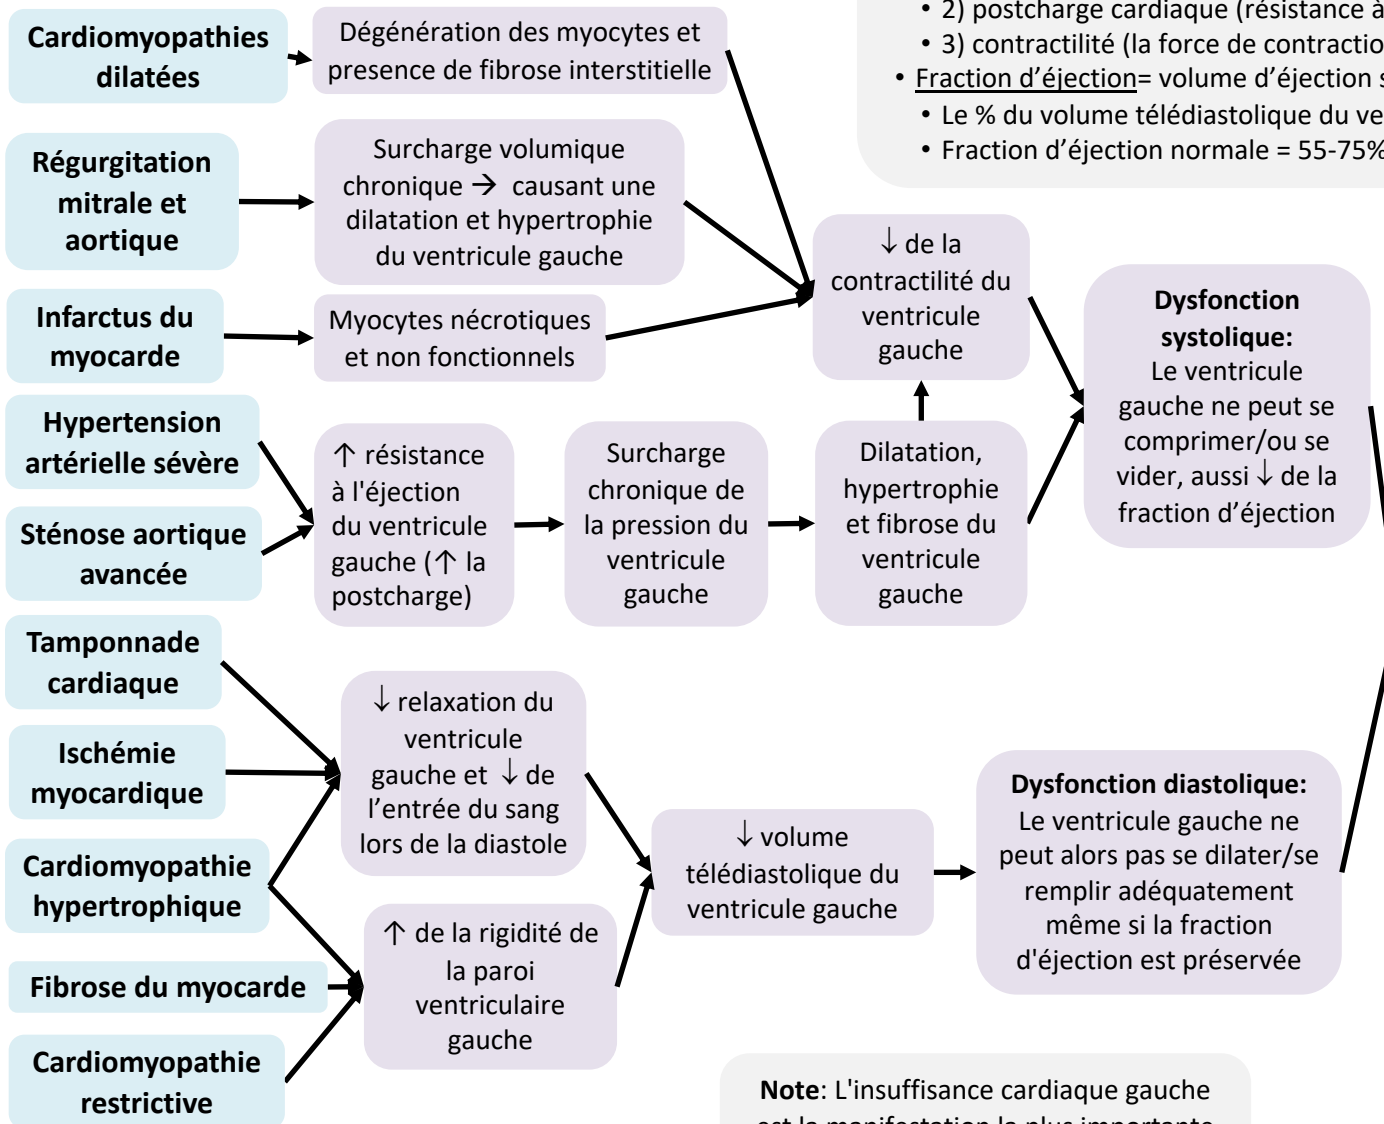 • 2) postcharge cardiaque (résistance à
• 3) contractilité (la force de
• Fraction d’éjection= volume d’éjection
• Le % du volume télédiastolique du
• Fraction d’éjection normale = 55-75%
Cardiomyopathies
dilatées
Dégénération des myocytes et
presence de fibrose interstitielle
Régurgitation
mitrale et
aortique
Surcharge volumique
chronique → causant une
dilatation et hypertrophie
du ventricule gauche
Infarctus du
myocarde
Myocytes nécrotiques
et non fonctionnels
↓ de la
contractilité du
ventricule
gauche
Dysfonction
systolique:
Le ventricule
gauche ne peut se
comprimer/ou se
vider, aussi ↓ de la
fraction d’éjection
Hypertension
artérielle sévère
Sténose aortique
avancée
↑ résistance
à l'éjection
du ventricule
gauche (↑ la
postcharge)
Surcharge
chronique de
la pression du
ventricule
gauche
Dilatation,
hypertrophie
et fibrose du
ventricule
gauche
Tamponnade
cardiaque
Ischémie
myocardique
Cardiomyopathie
hypertrophique
Fibrose du myocarde
Cardiomyopathie
restrictive
↓ relaxation du
ventricule
gauche et ↓ de
l’entrée du sang
lors de la diastole
↑ de la rigidité de
la paroi
ventriculaire
gauche
↓ volume
télédiastolique du
ventricule gauche
Dysfonction diastolique:
Le ventricule gauche ne
peut alors pas se dilater/se
remplir adéquatement
même si la fraction
d'éjection est préservée
Note: L'insuffisance cardiaque gauche
est la manifestation la plus importante